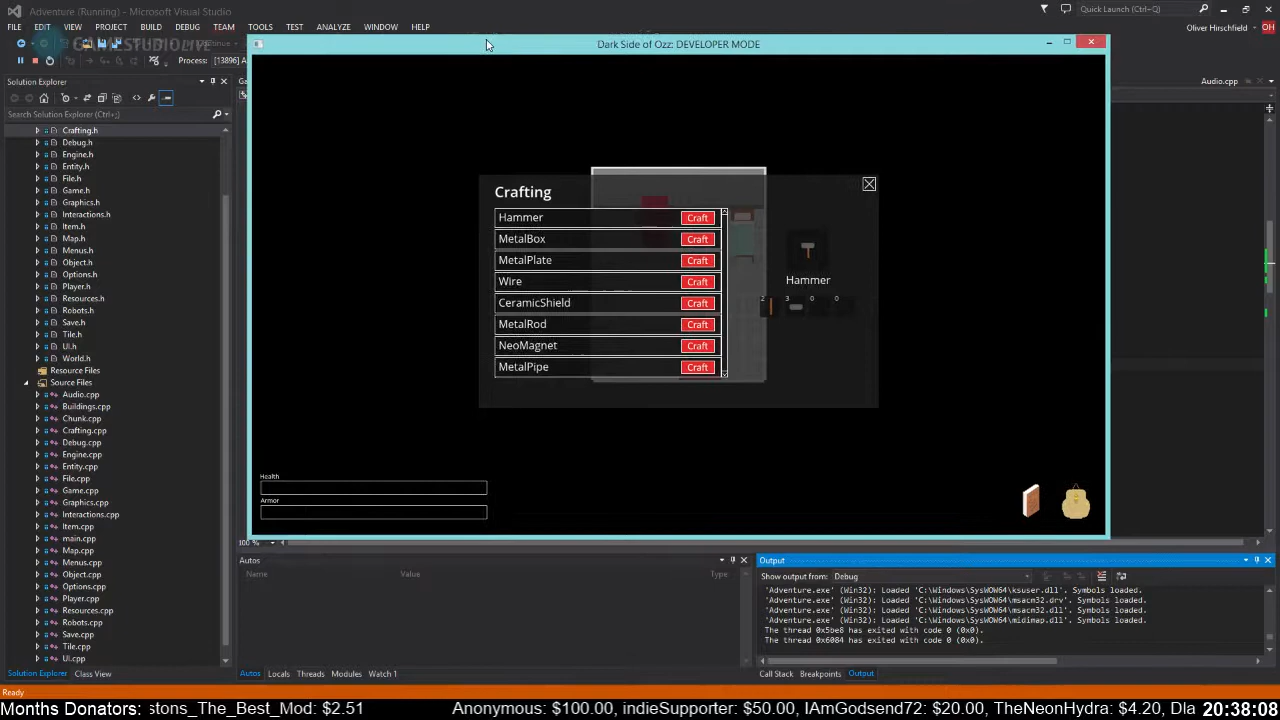 Adventure (Running) - Microsoft Visual Studio
Quick Launch (Ctrl+Q)
FILE EDIT VIEW PROJECT BUILD DEBUG TEAM TOOLS TEST ANALYZE WINDOW HELP
Oliver Hirschfield OH
GAMESTUDIO.LIVE
Process: [13896] A
Dark Side of Ozz: DEVELOPER MODE
Solution Explorer
Audio.cpp
Search Solution Explorer (Ctrl+;)
Crafting.h
Debug.h
Engine.h
Entity.h
File.h
Game.h
Graphics.h
Interactions.h
Item.h
Map.h
Menus.h
Object.h
Options.h
Player.h
Resources.h
Robots.h
Save.h
Tile.h
UI.h
World.h
Resource Files
Source Files
Audio.cpp
Buildings.cpp
Chunk.cpp
Crafting.cpp
Debug.cpp
Engine.cpp
Entity.cpp
File.cpp
Game.cpp
Graphics.cpp
Interactions.cpp
Item.cpp
main.cpp
Map.cpp
Menus.cpp
Object.cpp
Options.cpp
Player.cpp
Resources.cpp
Robots.cpp
Save.cpp
Tile.cpp
UI.cpp
Crafting
Hammer Craft
MetalBox Craft
MetalPlate Craft
Wire Craft
CeramicShield Craft
MetalRod Craft
NeoMagnet Craft
MetalPipe Craft
Hammer
2 3 0 0
Health
Armor
100 %
Autos
Name Value Type
Output
Show output from: Debug
'Adventure.exe' (Win32): Loaded 'C:\Windows\SysWOW64\ksuser.dll'. Symbols loaded.
'Adventure.exe' (Win32): Loaded 'C:\Windows\SysWOW64\msacm32.drv'. Symbols loaded.
'Adventure.exe' (Win32): Loaded 'C:\Windows\SysWOW64\msacm32.dll'. Symbols loaded.
'Adventure.exe' (Win32): Loaded 'C:\Windows\SysWOW64\midimap.dll'. Symbols loaded.
The thread 0x5be8 has exited with code 0 (0x0).
The thread 0x6084 has exited with code 0 (0x0).
Solution Explorer Class View
Autos Locals Threads Modules Watch 1
Call Stack Breakpoints Output
Ready
Months Donators: stons_The_Best_Mod: $2.51 Anonymous: $100.00, indieSupporter: $50.00, IAmGodsend72: $20.00, TheNeonHydra: $4.20, Dla 20:38:08